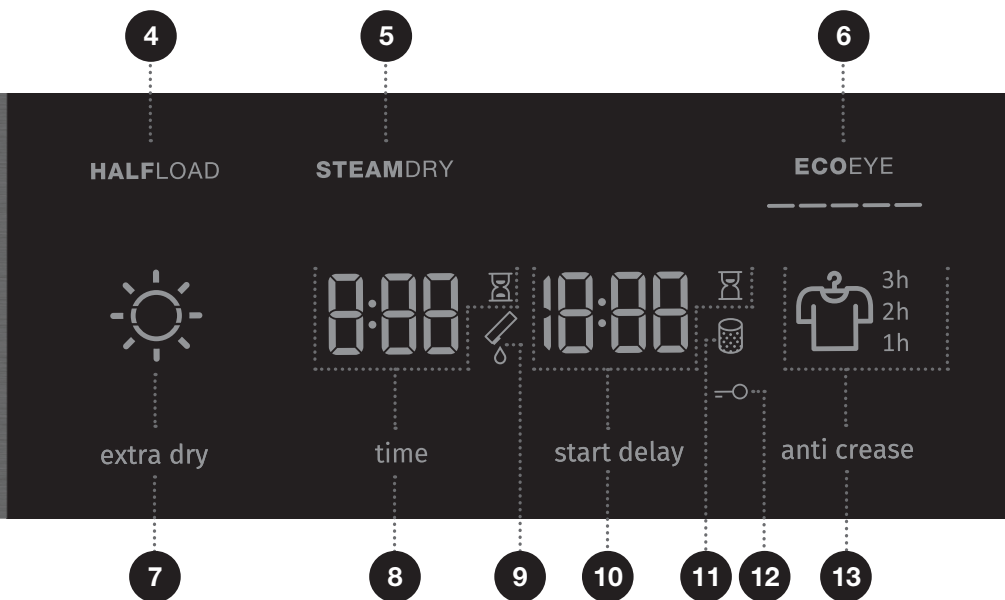 4 5 6
HALFLOAD STEAMDRY ECOEYE
8:88 18:88 3h
2h
1h
extra dry time start delay anti crease
7 8 9 10 11 12 13